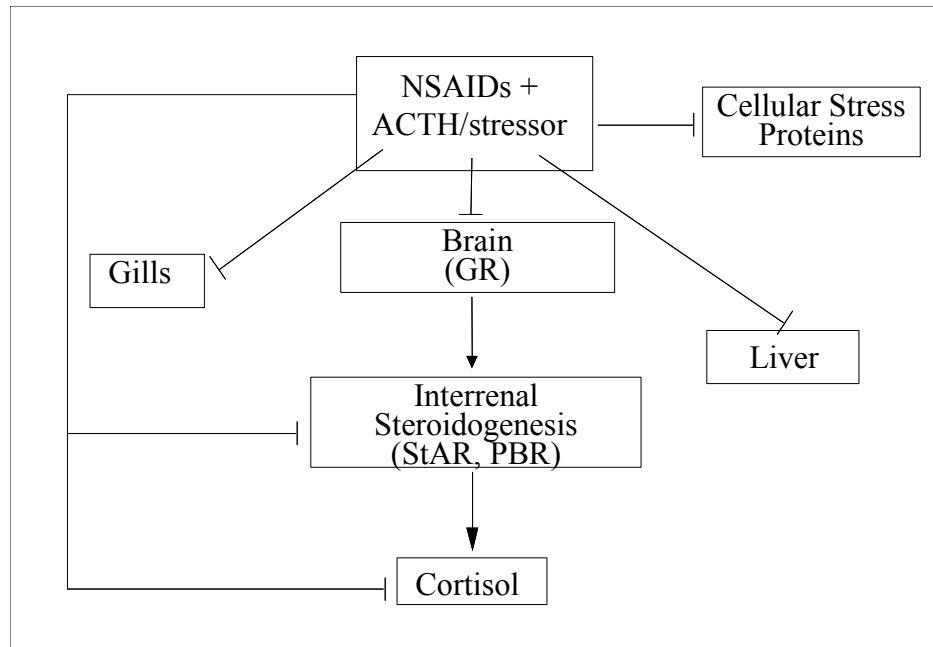 NSAIDs +
ACTH/stressor
Cellular Stress
Proteins
Brain
(GR)
Gills
Liver
Interrenal
Steroidogenesis
(StAR, PBR)
Cortisol